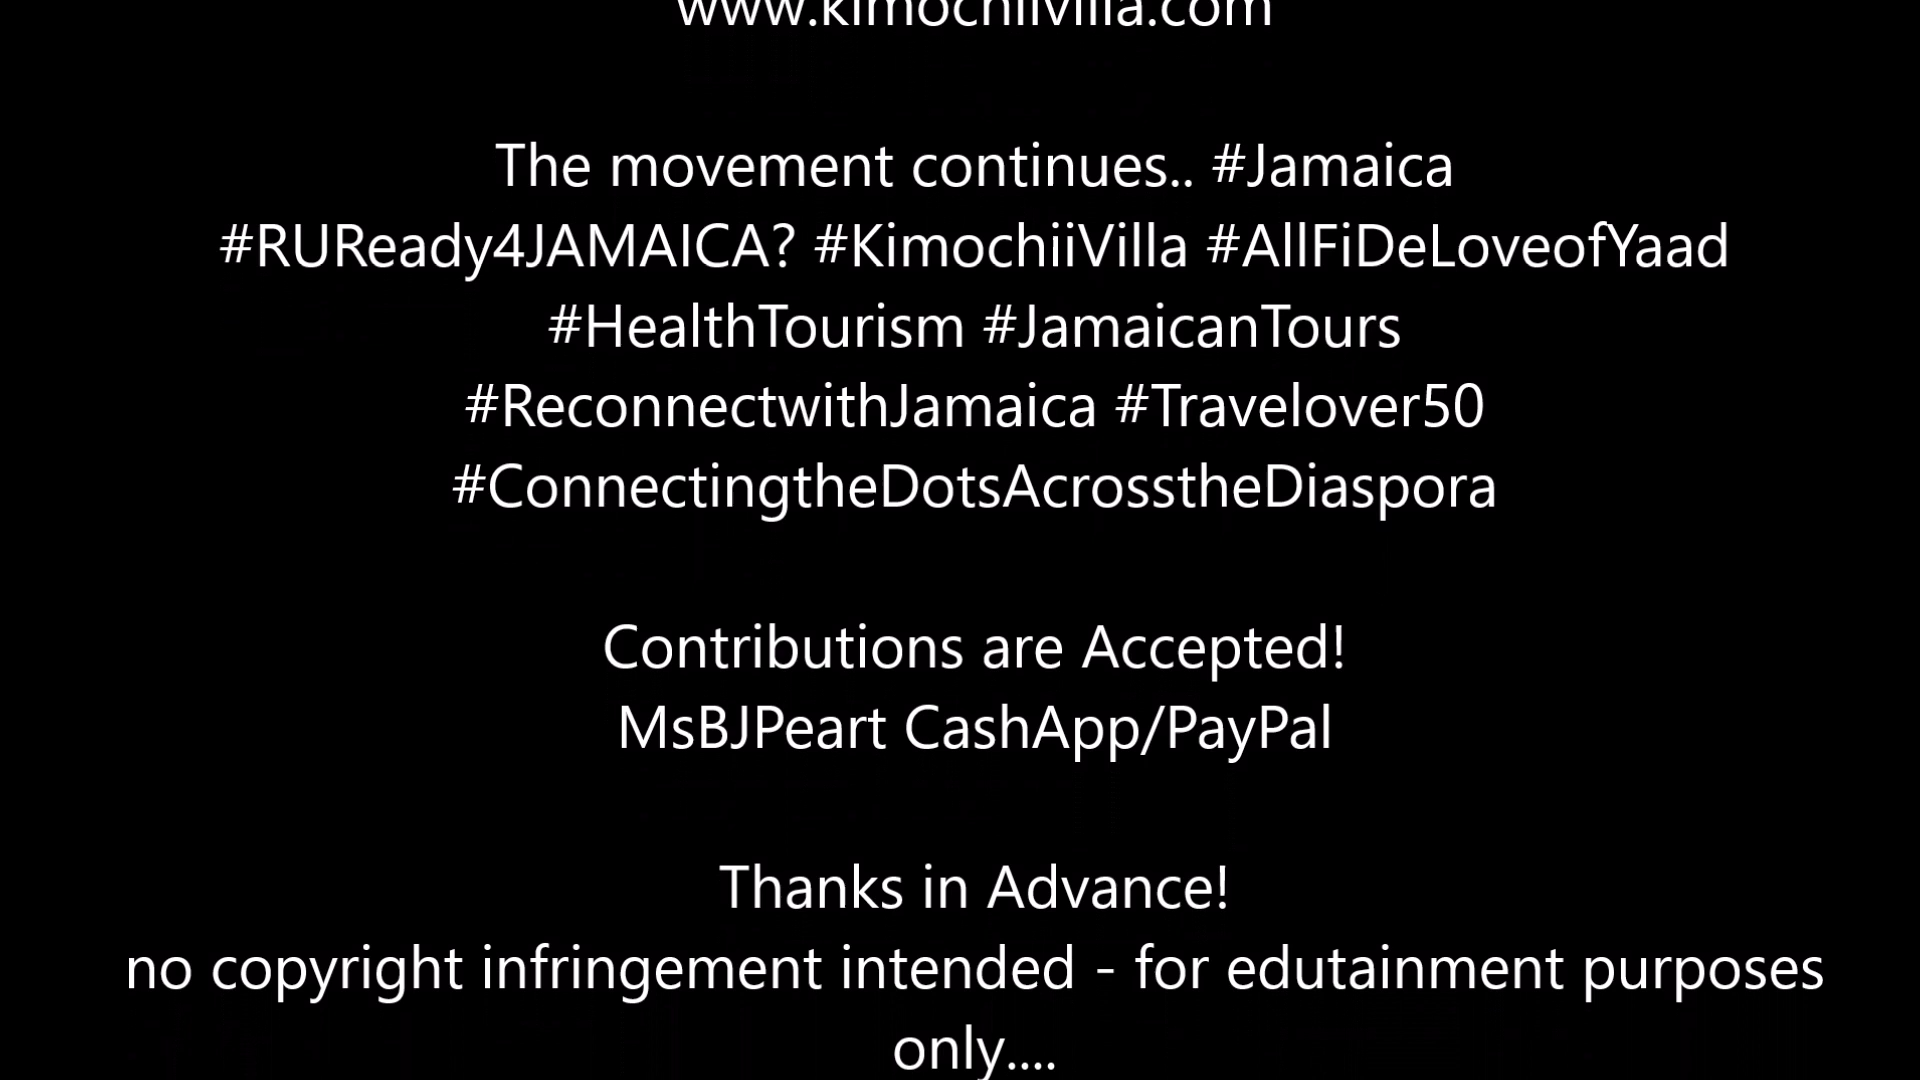 www.kimochiivilla.com
The movement continues.. #Jamaica
#RUReady4JAMAICA? #KimochiiVilla #AllFiDeLoveofYaad
#HealthTourism #JamaicanTours
#ReconnectwithJamaica #Travelover50
#ConnectingtheDotsAcrosstheDiaspora
Contributions are Accepted!
MsBJPeart CashApp/PayPal
Thanks in Advance!
no copyright infringement intended - for edutainment purposes
only....